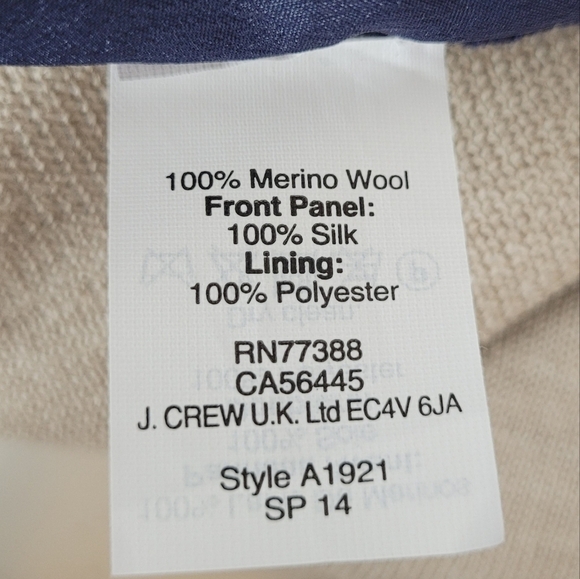 100% Merino Wool
Front Panel:
100% Silk
Lining:
100% Polyester
RN77388
CA56445
J. CREW U.K. Ltd EC4V 6JA
Style A1921
SP 14